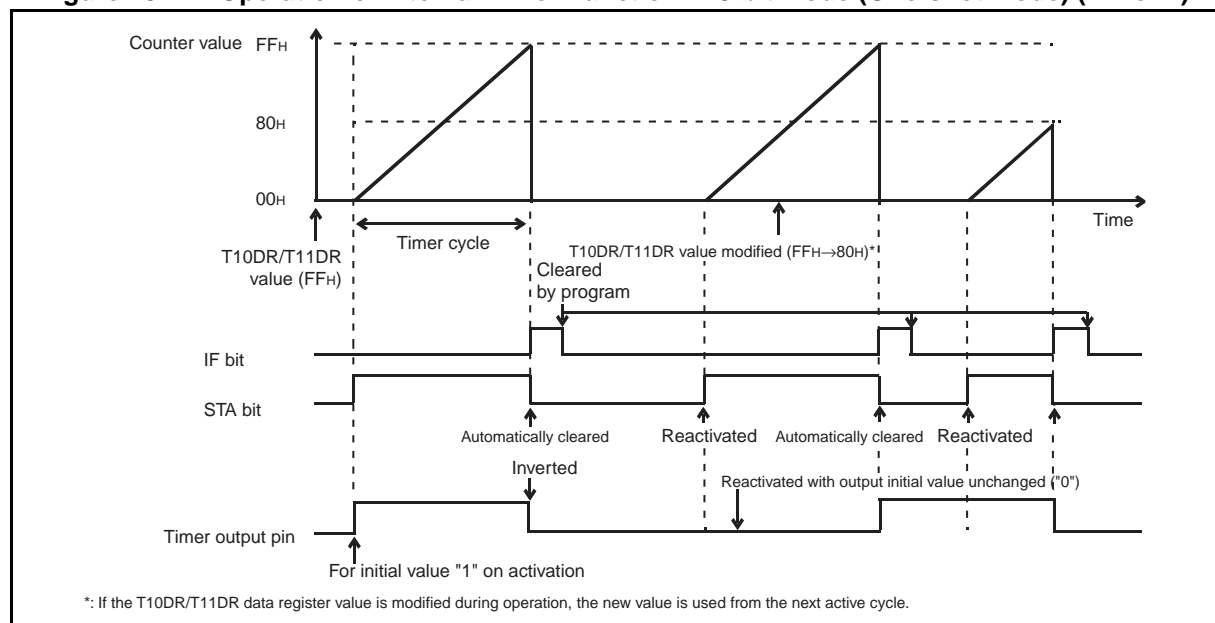 Counter value FFH
80H
00H
Time
Timer cycle
T10DR/T11DR
value (FFH)
T10DR/T11DR value modified (FFH→80H)*
Cleared
by program
IF bit
STA bit
Automatically cleared
Reactivated
Automatically cleared
Reactivated
Inverted
Reactivated with output initial value unchanged ("0")
Timer output pin
For initial value "1" on activation
*: If the T10DR/T11DR data register value is modified during operation, the new value is used from the next active cycle.